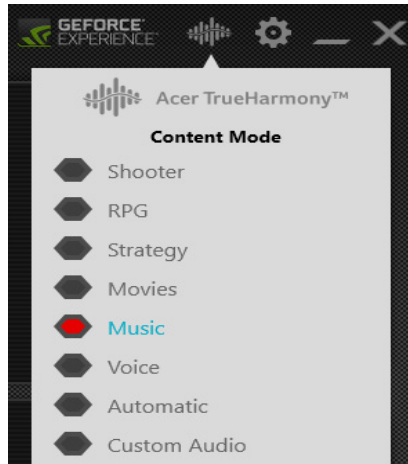 GEFORCE
EXPERIENCE
Acer TrueHarmony™
Content Mode
Shooter
RPG
Strategy
Movies
Music
Voice
Automatic
Custom Audio